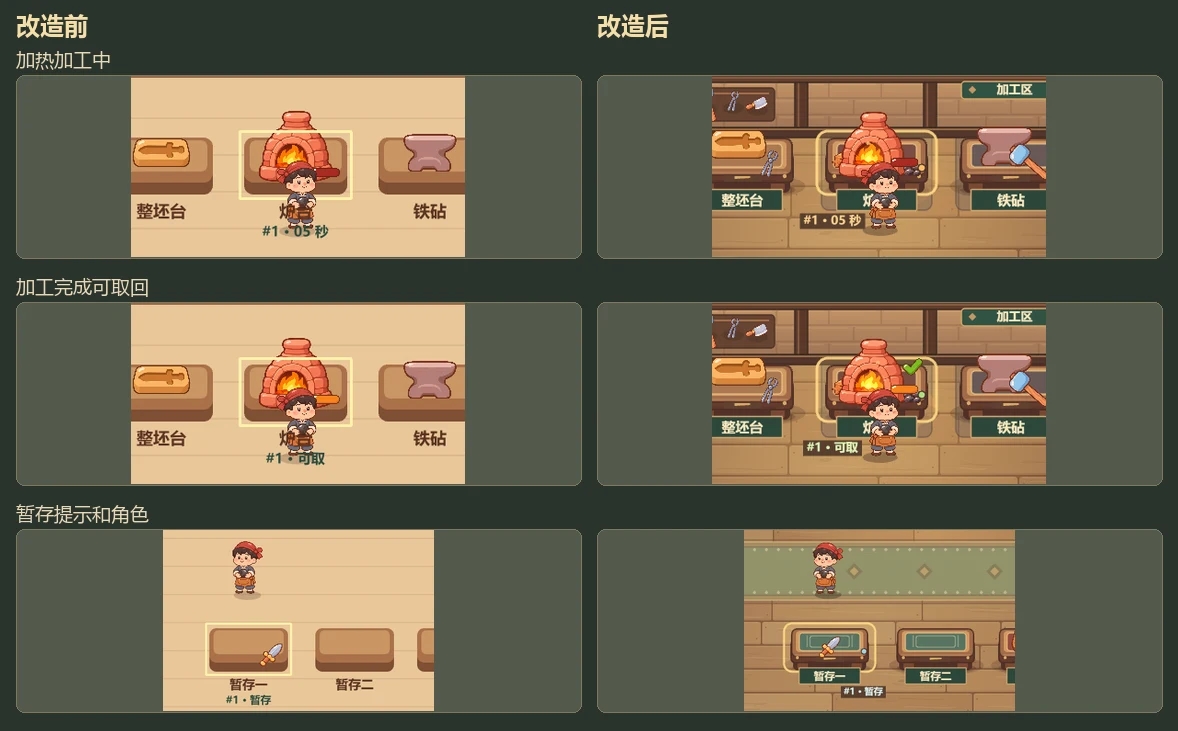 改造前
改造后
加热加工中
整坯台
铁砧
#1・05 秒
加工区
整坯台
铁砧
#1・05 秒
加工完成可取回
整坯台
铁砧
#1・可取
加工区
整坯台
铁砧
#1・可取
暂存提示和角色
暂存一
暂存二
#1・暂存
暂存一
暂存二
#1・暂存